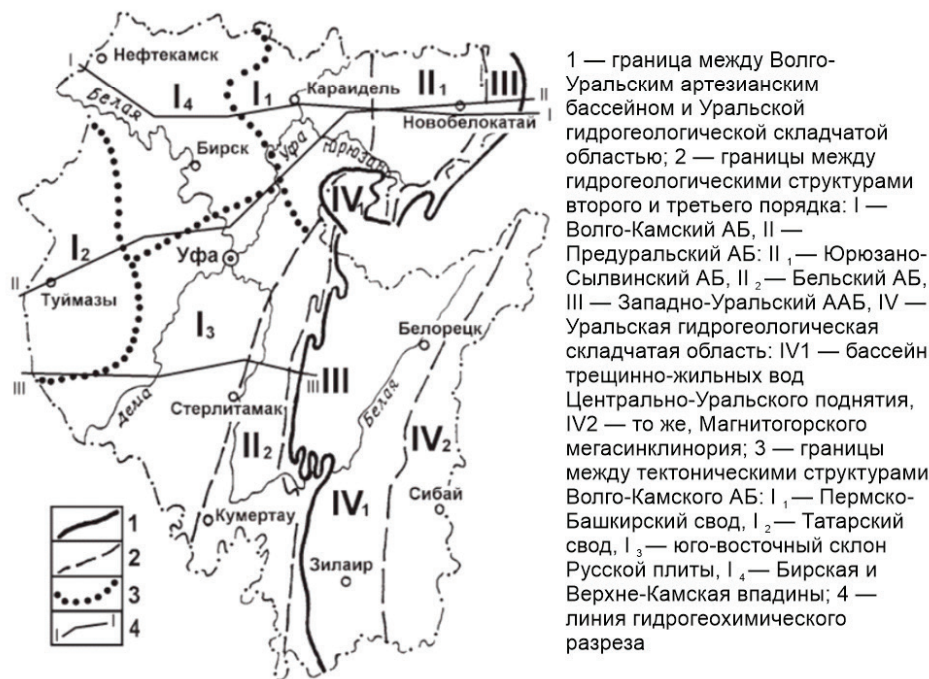 Нефтекамск
I
Караидель
Белая
I4
I1
II1
III
II
Новобелокатай
I
Бирск
Уфа
Юрюзань
IV1
I2
Уфа
II
Туймазы
I3
Белорецк
III
III
III
Дема
Стерлитамак
Белая
II2
IV2
IV1
Сибай
Кумертау
Зилаир
1
2
3
I I 4
1 — граница между Волго-
Уральским артезианским
бассейном и Уральской
гидрогеологической складчатой
областью; 2 — границы между
гидрогеологическими структурами
второго и третьего порядка: I —
Волго-Камский АБ, II —
Предуральский АБ: II 1 — Юрюзано-
Сылвинский АБ, II 2 — Бельский АБ,
III — Западно-Уральский ААБ, IV —
Уральская гидрогеологическая
складчатая область: IV1 — бассейн
трещинно-жильных вод
Центрально-Уральского поднятия,
IV2 — то же, Магнитогорского
мегасинклинория; 3 — границы
между тектоническими структурами
Волго-Камского АБ: I 1 — Пермско-
Башкирский свод, I 2 — Татарский
свод, I 3 — юго-восточный склон
Русской плиты, I 4 — Бирская и
Верхне-Камская впадины; 4 —
линия гидрогеохимического
разреза